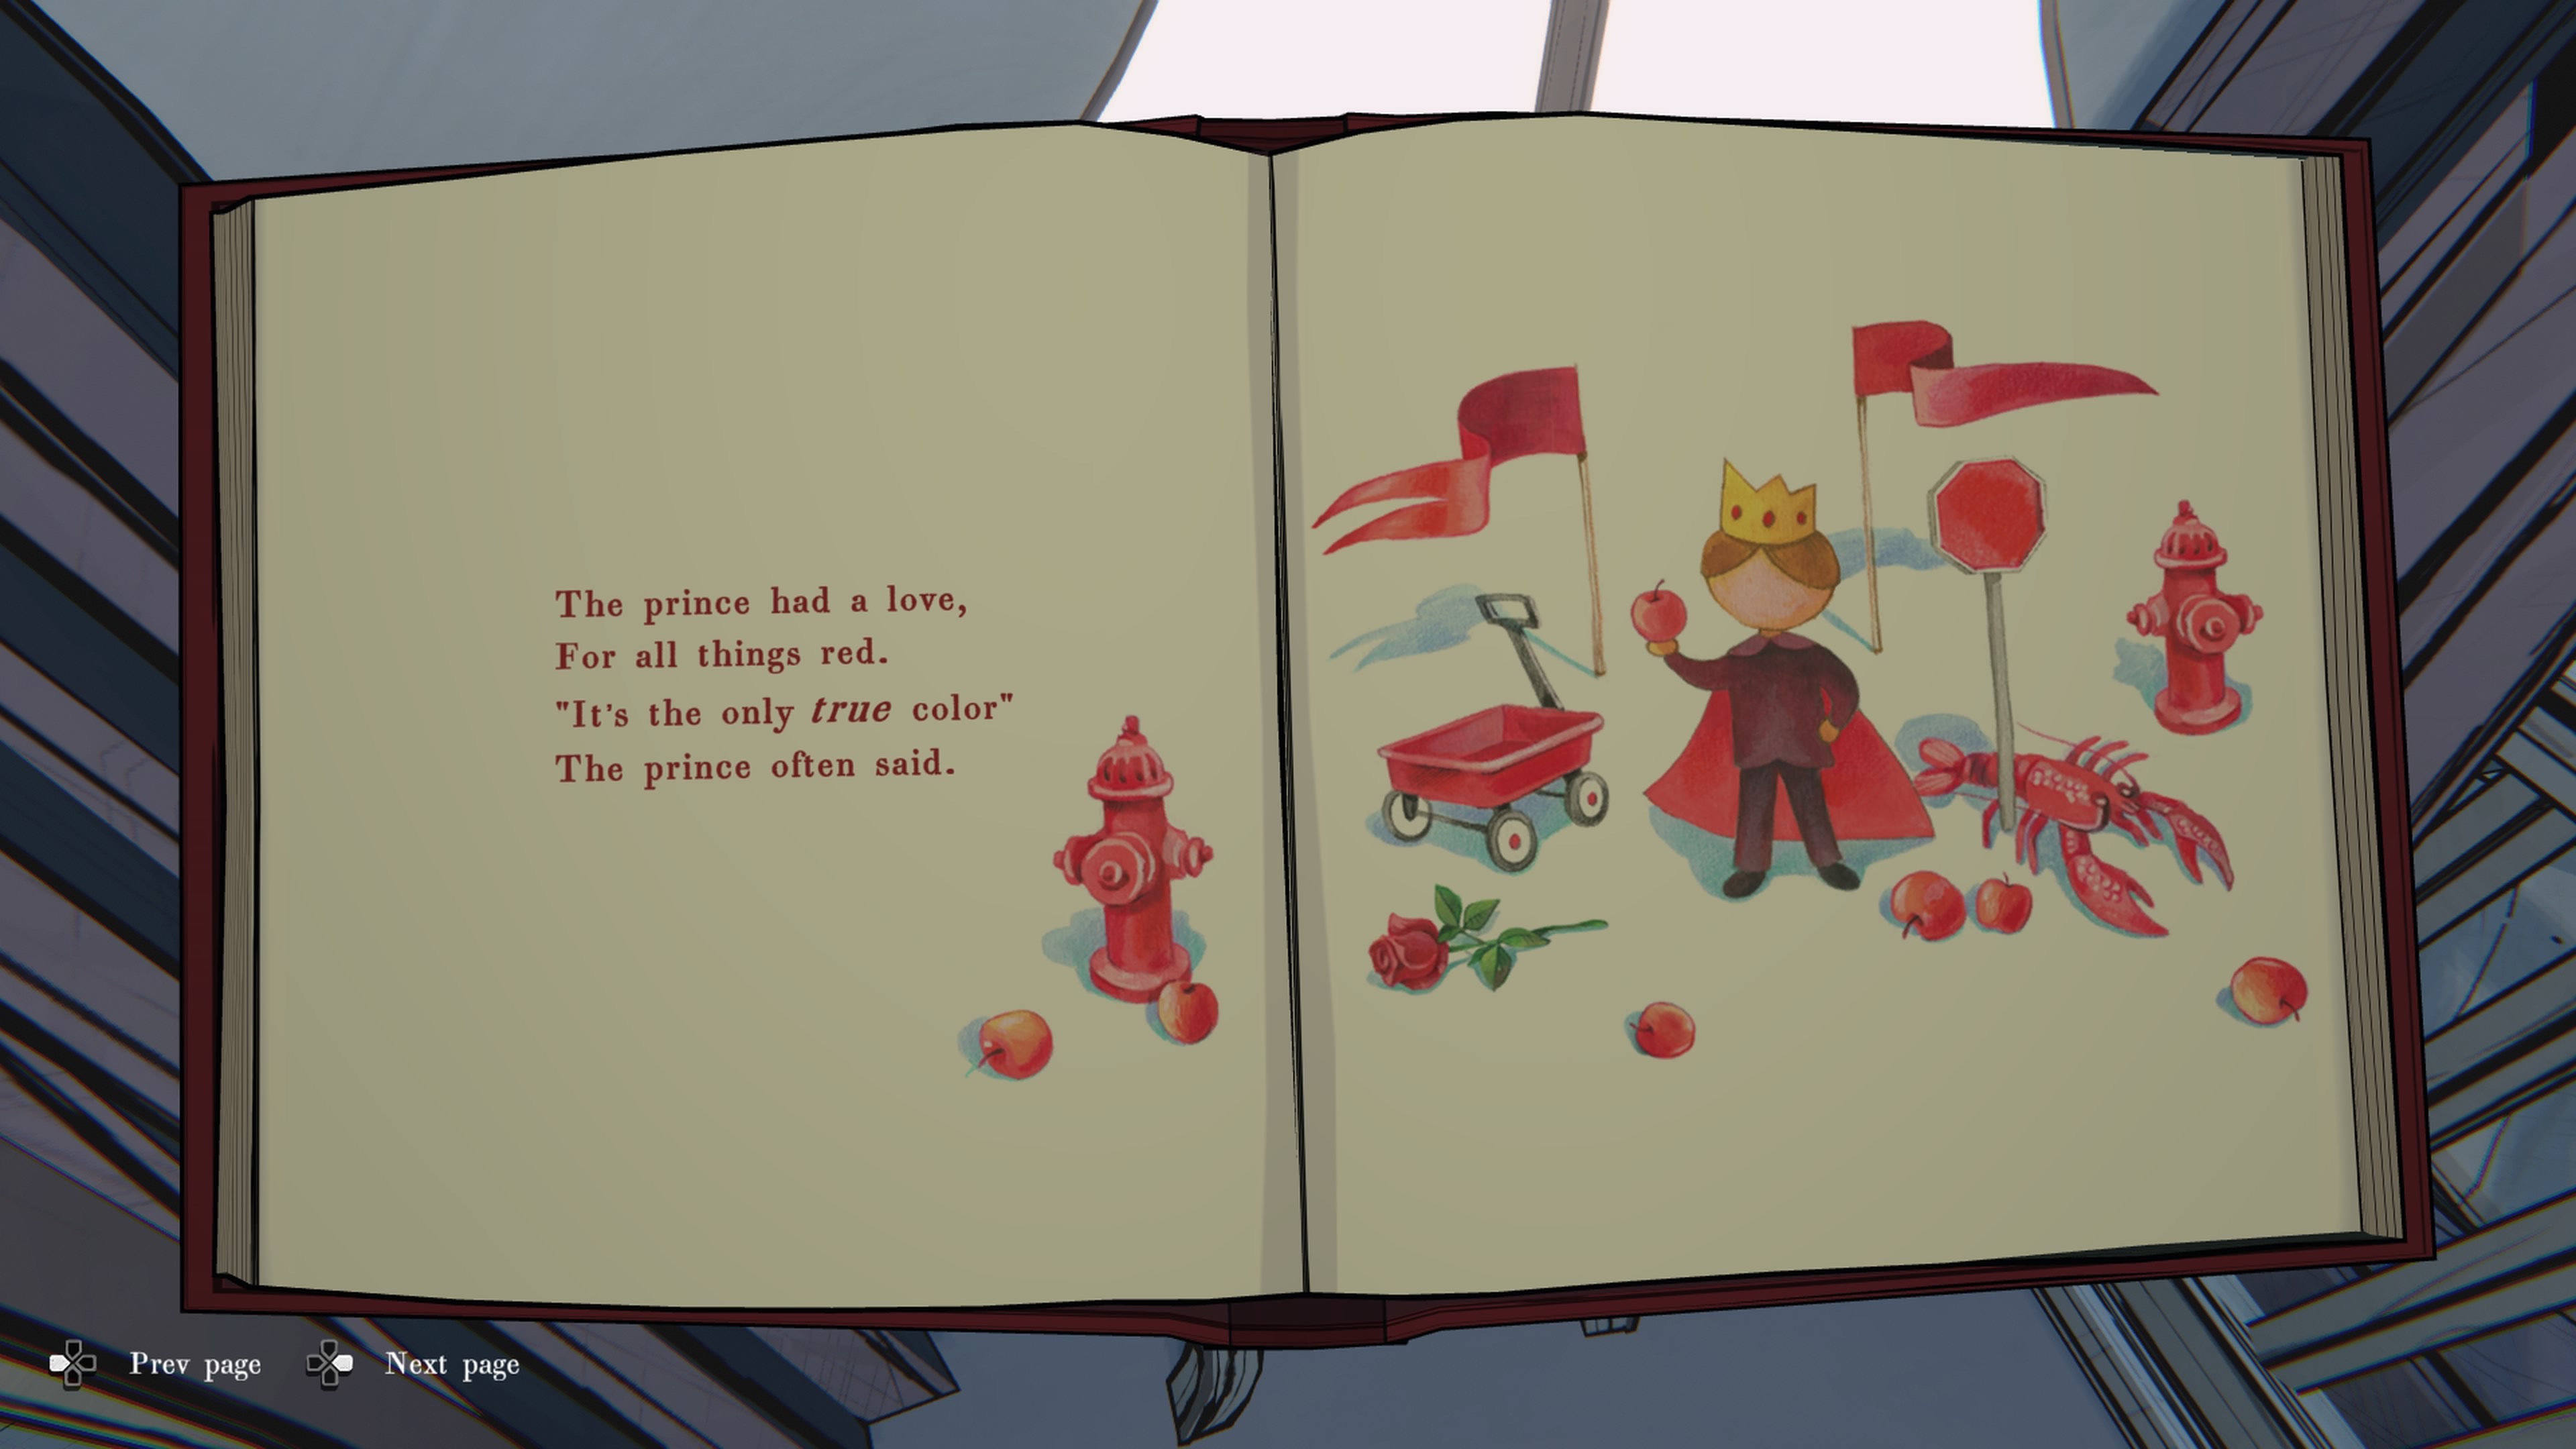 The prince had a love,
For all things red.
"It's the only true color"
The prince often said.
Prev page
Next page